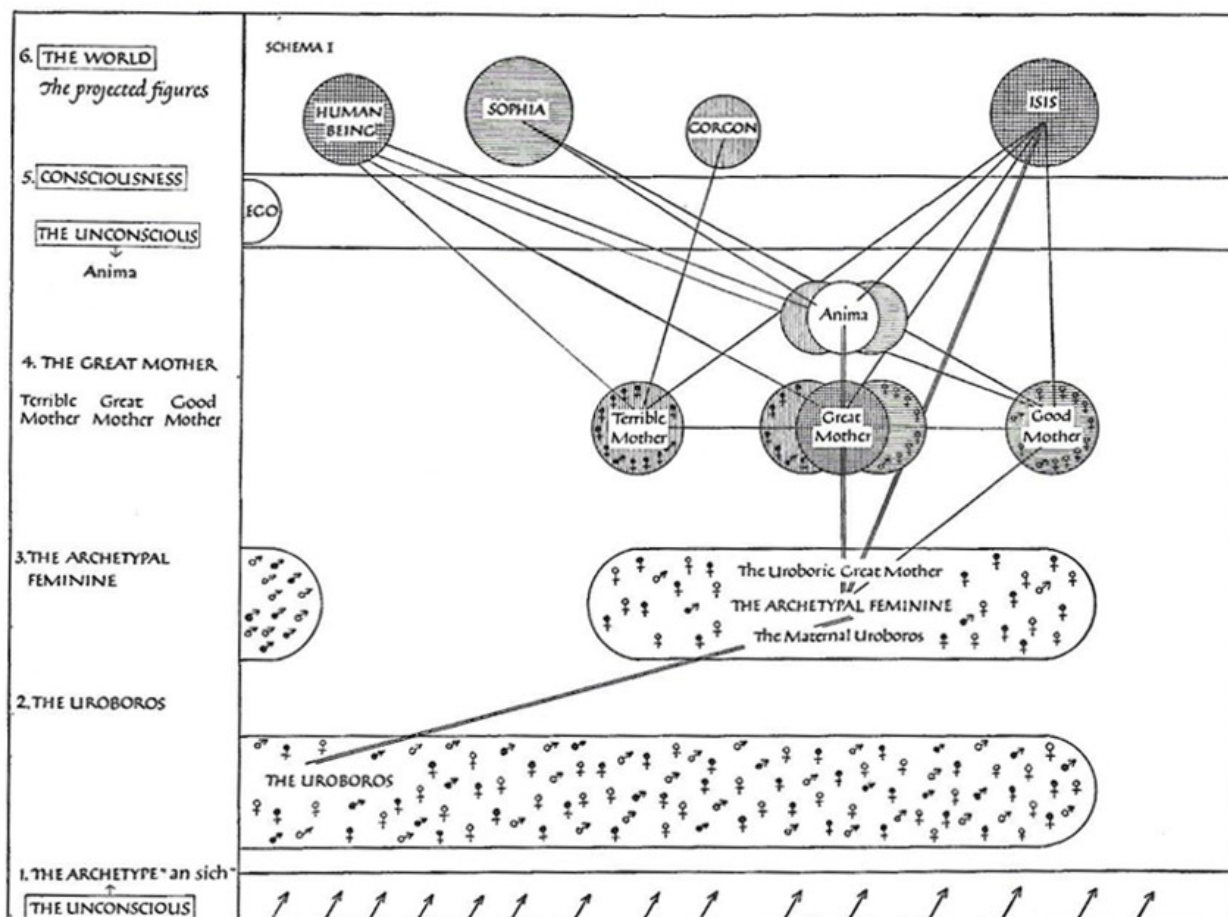 SCHEMA I
6. THE WORLD
The projected figures
HUMAN
BEING
SOPHIA
GORGON
ISIS
5. CONSCIOUSNESS
EGO
THE UNCONSCIOUS
Anima
Anima
4. THE GREAT MOTHER
Terrible Great Good
Mother Mother Mother
Terrible
Mother
Great
Mother
Good
Mother
3. THE ARCHETYPAL
FEMININE
The Uroboric Great Mother
THE ARCHETYPAL FEMININE
The Maternal Uroboros
2. THE UROBOROS
THE UROBOROS
1. THE ARCHETYPE "an sich"
THE UNCONSCIOUS